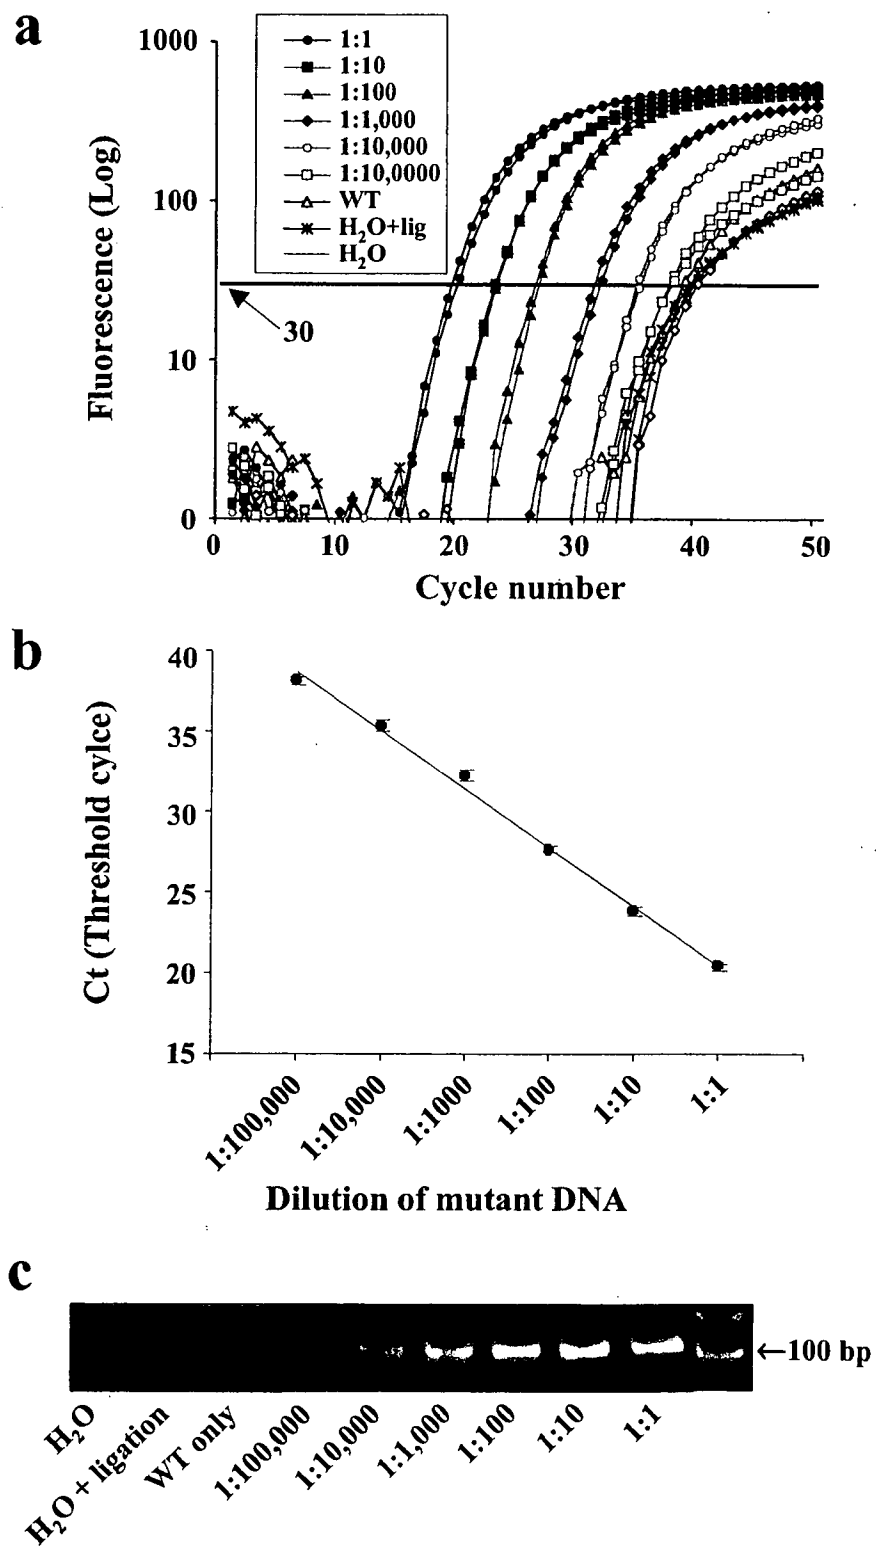 a
1000
100
10
0
Fluorescence (Log)
1:1
1:10
1:100
1:1,000
1:10,000
1:10,0000
WT
H₂O+lig
H₂O
30
0 10 20 30 40 50
Cycle number
b
40
35
30
25
20
15
Ct (Threshold cylce)
1:100,000
1:10,000
1:1000
1:100
1:10
1:1
Dilution of mutant DNA
c
←100 bp
H₂O
H₂O + ligation
WT only
1:100,000
1:10,000
1:1,000
1:100
1:10
1:1